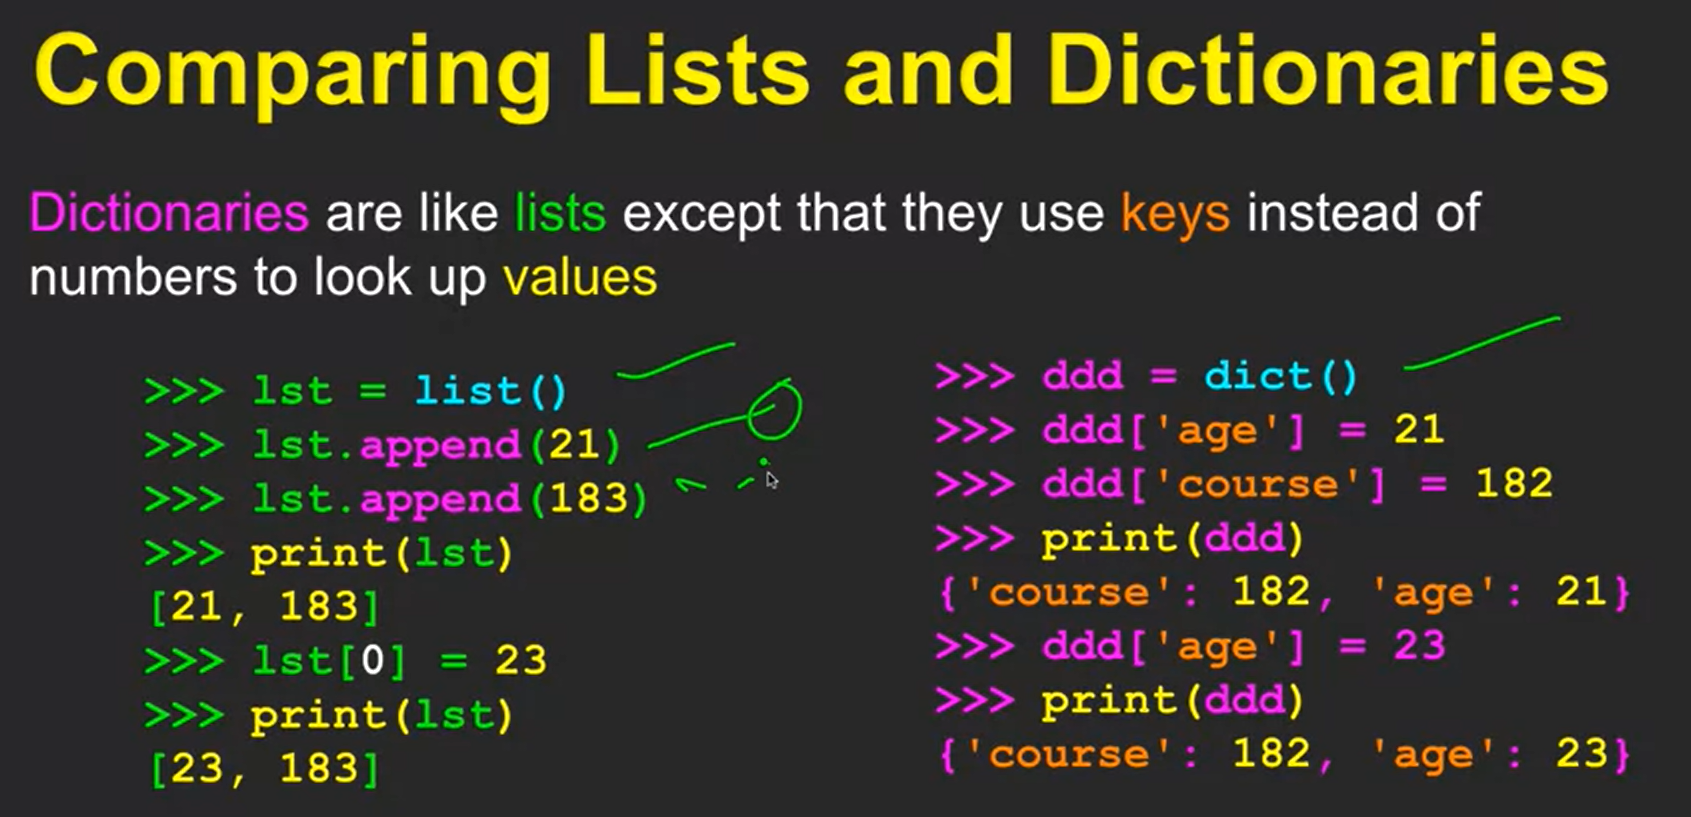 Comparing Lists and Dictionaries
Dictionaries are like lists except that they use keys instead of
numbers to look up values
>>> lst = list()
>>> lst.append(21)
>>> lst.append(183)
>>> print(lst)
[21, 183]
>>> lst[0] = 23
>>> print(lst)
[23, 183]
>>> ddd = dict()
>>> ddd['age'] = 21
>>> ddd['course'] = 182
>>> print(ddd)
{'course': 182, 'age': 21}
>>> ddd['age'] = 23
>>> print(ddd)
{'course': 182, 'age': 23}